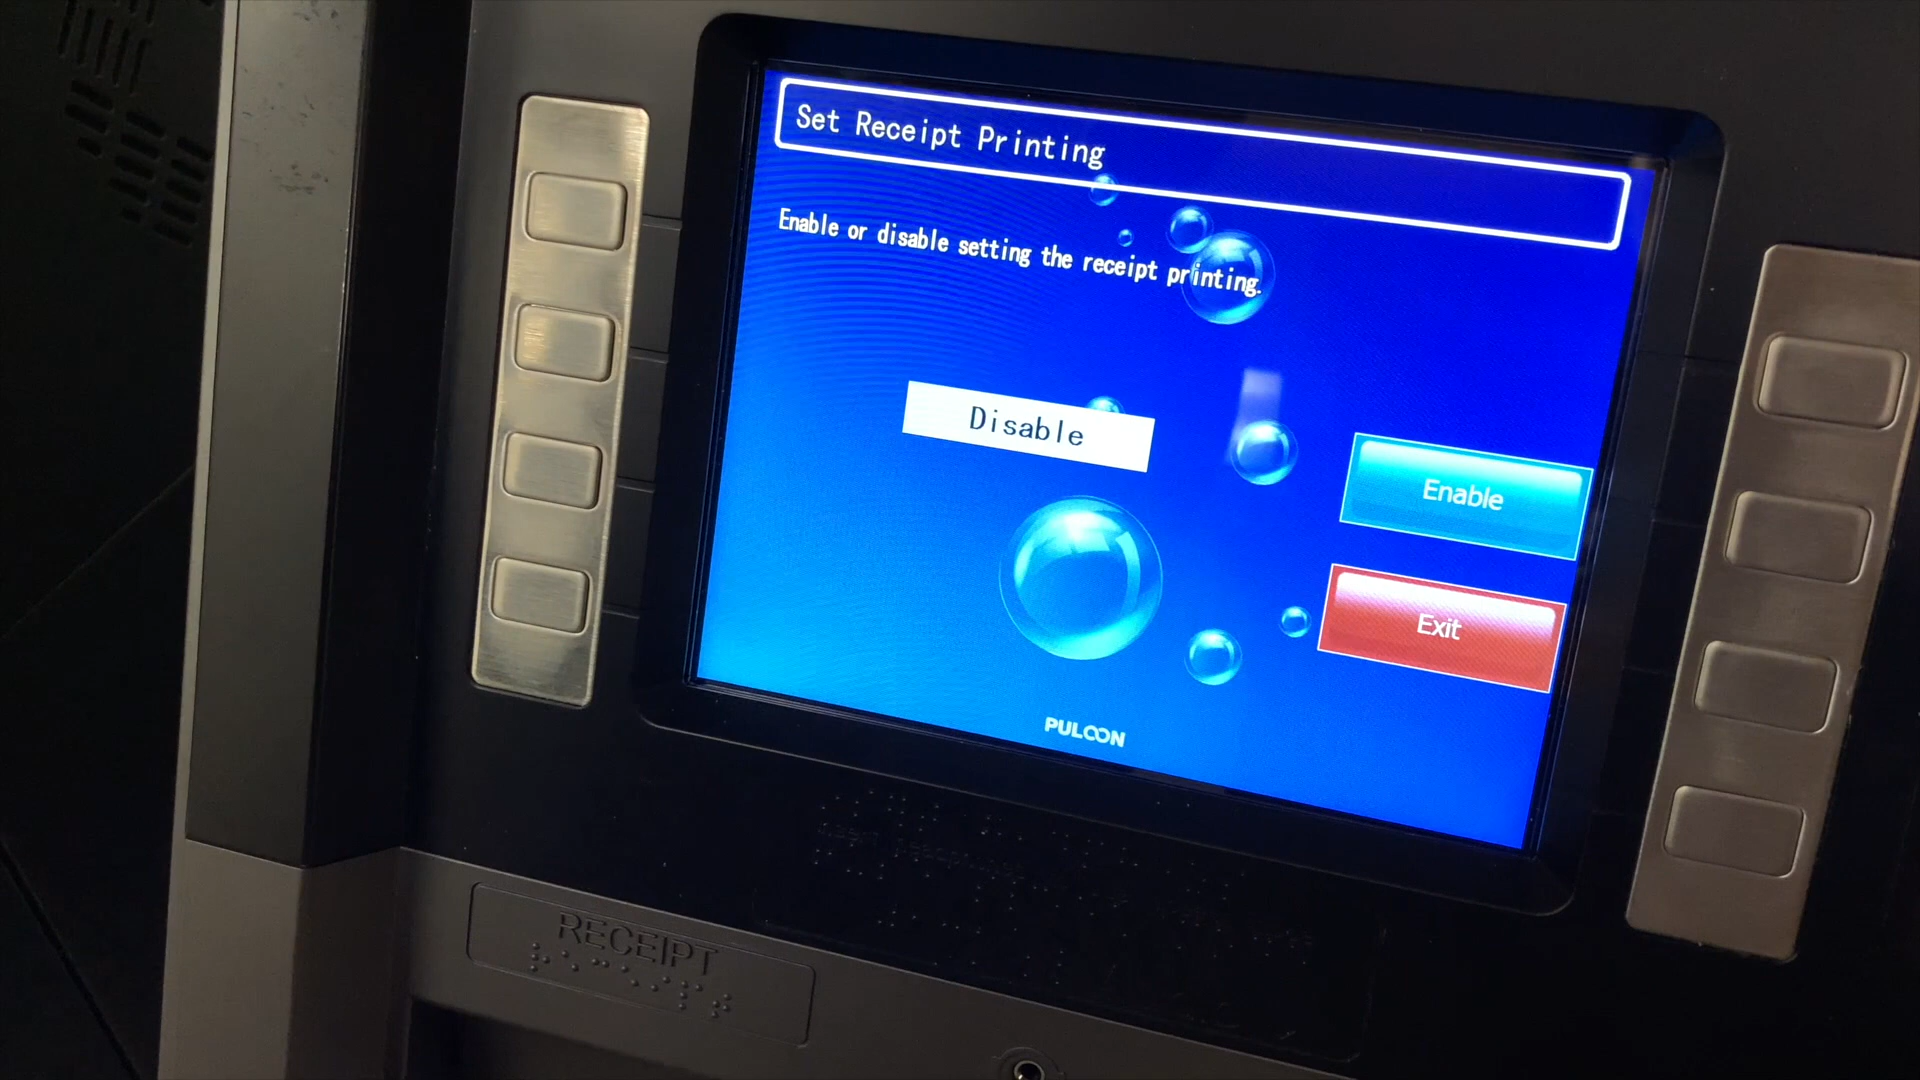 Set Receipt Printing
Enable or disable setting the receipt printing.
Disable
Enable
Exit
PULOON
RECEIPT